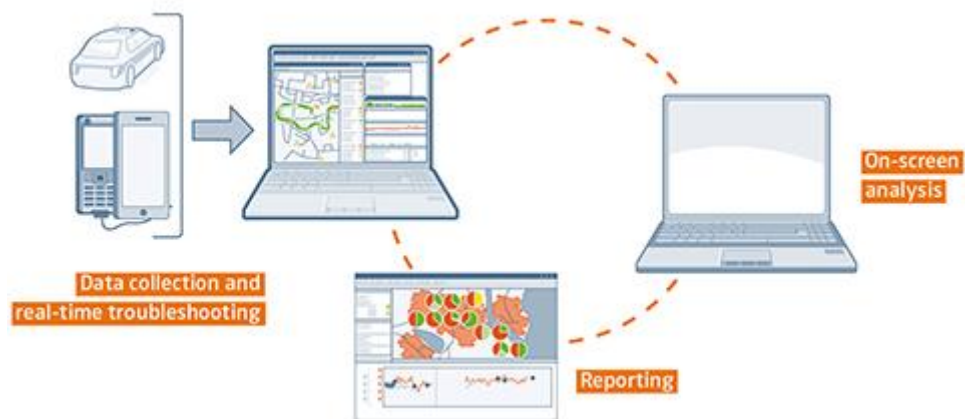 On-screen
analysis
Data collection and
real-time troubleshooting
Reporting